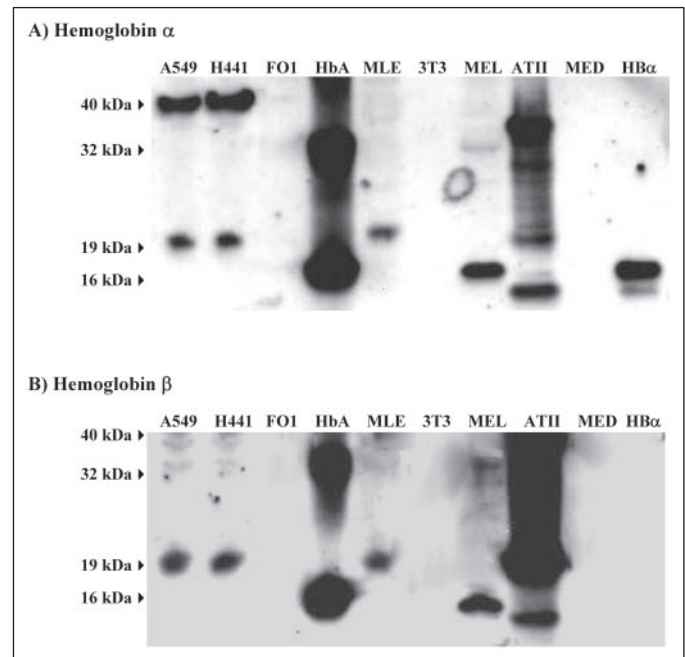 A) Hemoglobin α
A549 H441 FO1 HbA MLE 3T3 MEL ATII MED HBα
40 kDa
32 kDa
19 kDa
16 kDa
B) Hemoglobin β
A549 H441 FO1 HbA MLE 3T3 MEL ATII MED HBα
40 kDa
32 kDa
19 kDa
16 kDa